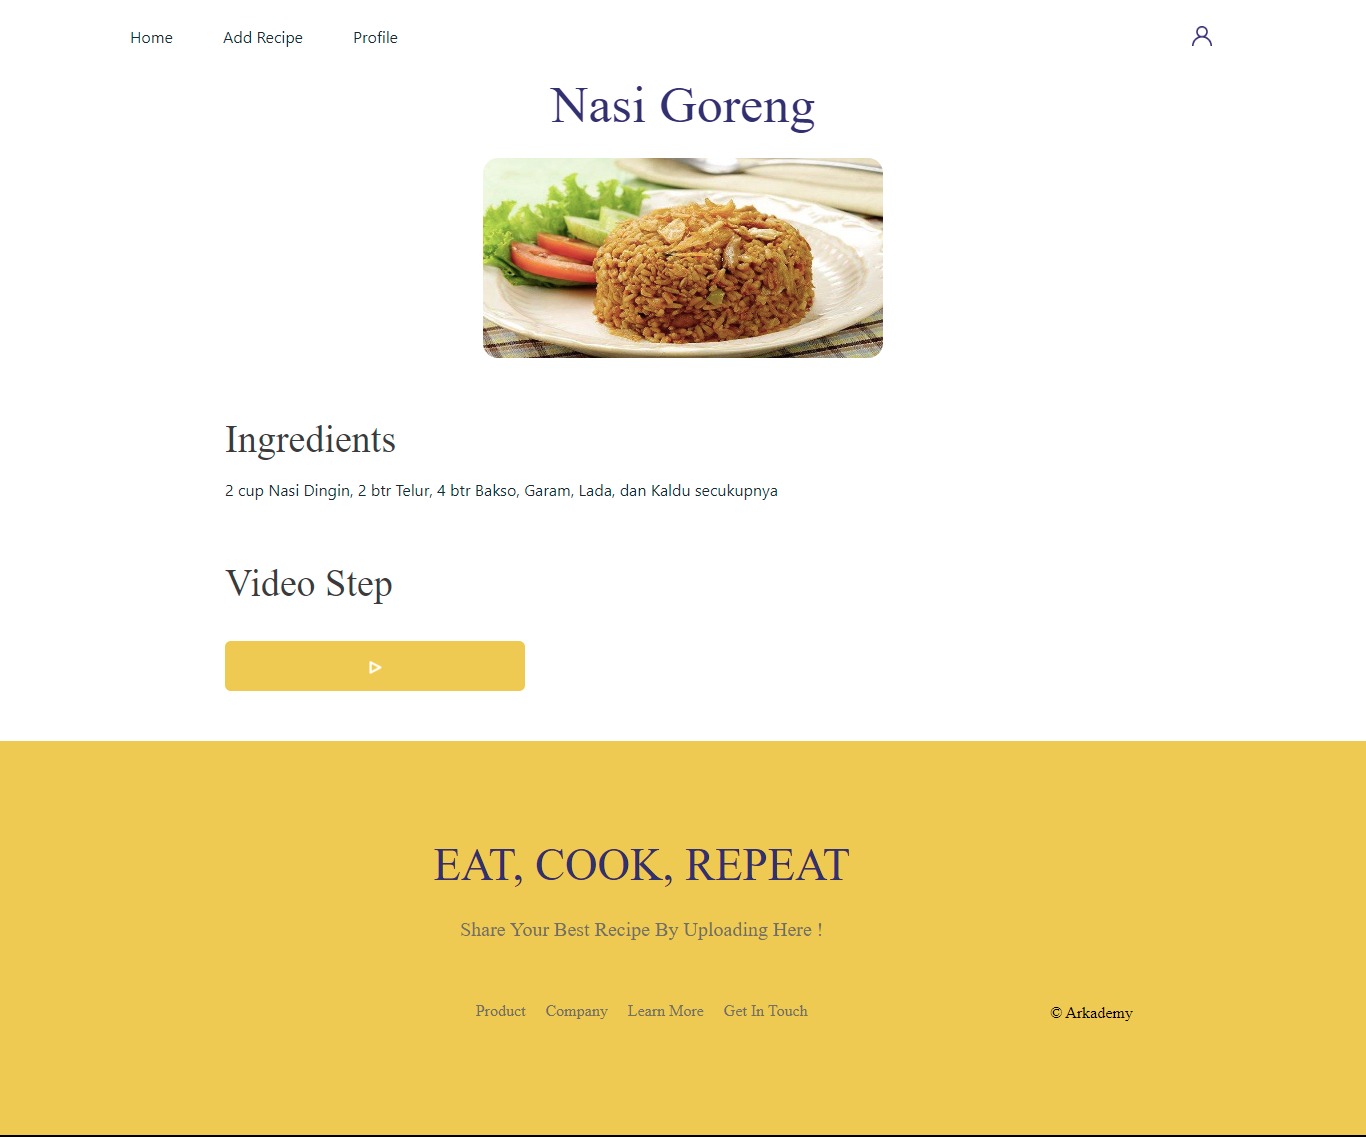 Home Add Recipe Profile
Nasi Goreng
Ingredients
2 cup Nasi Dingin, 2 btr Telur, 4 btr Bakso, Garam, Lada, dan Kaldu secukupnya
Video Step
EAT, COOK, REPEAT
Share Your Best Recipe By Uploading Here !
Product Company Learn More Get In Touch © Arkademy